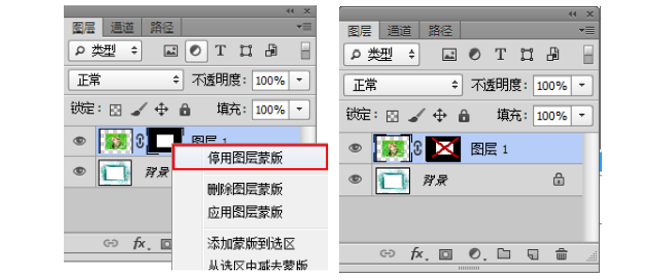 图层 通道 路径
类型
正常 不透明度: 100%
锁定: 填充: 100%
图层 1
停用图层蒙版
背景
删除图层蒙版
应用图层蒙版
添加蒙版到选区
从选区中减去蒙版
fx
图层 通道 路径
类型
正常 不透明度: 100%
锁定: 填充: 100%
图层 1
背景
fx